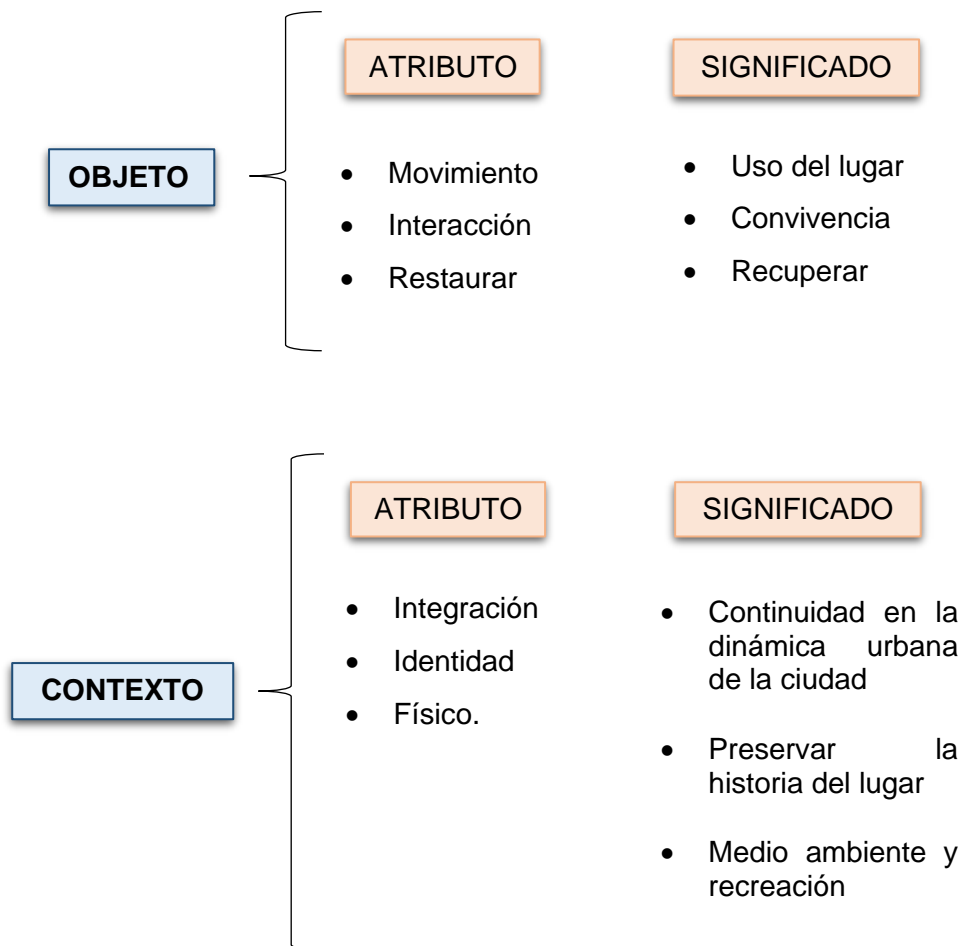 ATRIBUTO
SIGNIFICADO
OBJETO
• Movimiento
• Interacción
• Restaurar
• Uso del lugar
• Convivencia
• Recuperar
ATRIBUTO
SIGNIFICADO
CONTEXTO
• Integración
• Identidad
• Físico.
• Continuidad en la
dinámica urbana
de la ciudad
• Preservar la
historia del lugar
• Medio ambiente y
recreación